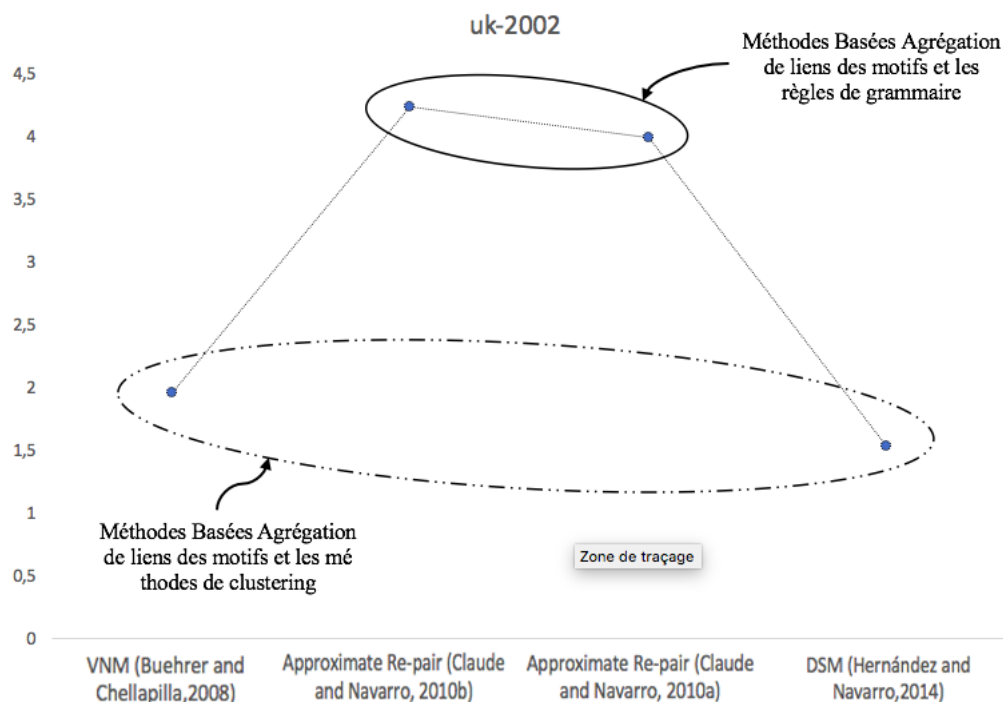 uk-2002
Méthodes Basées Agrégation
de liens des motifs et les
règles de grammaire
4,5
4
3,5
3
2,5
2
1,5
1
0,5
0
Méthodes Basées Agrégation
de liens des motifs et les mé
thodes de clustering
Zone de traçage
VNM (Buehrer and
Chellapilla,2008)
Approximate Re-pair (Claude
and Navarro, 2010b)
Approximate Re-pair (Claude
and Navarro, 2010a)
DSM (Hernández and
Navarro,2014)